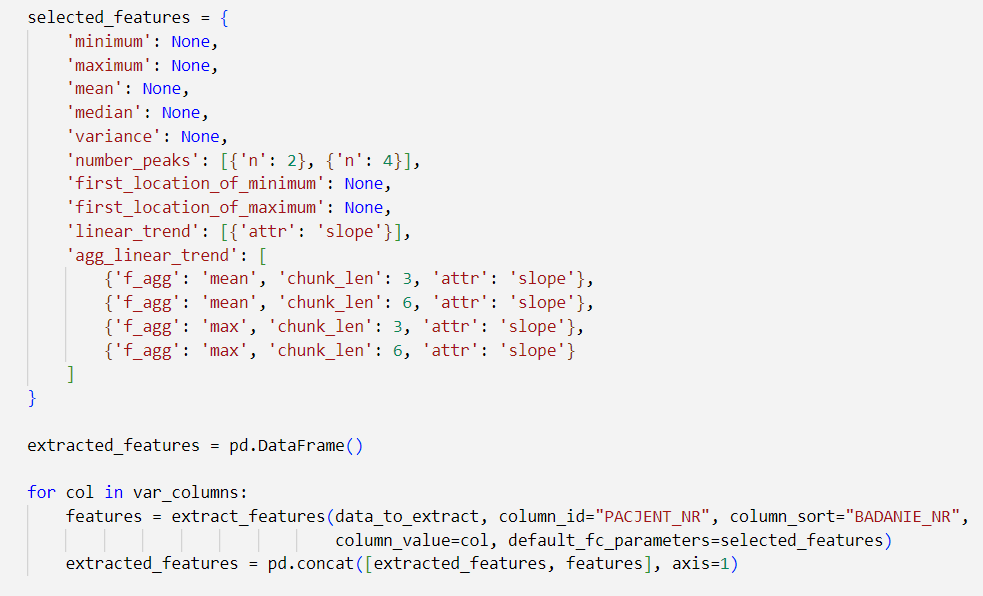 selected_features = {
    'minimum': None,
    'maximum': None,
    'mean': None,
    'median': None,
    'variance': None,
    'number_peaks': [{'n': 2}, {'n': 4}],
    'first_location_of_minimum': None,
    'first_location_of_maximum': None,
    'linear_trend': [{'attr': 'slope'}],
    'agg_linear_trend': [
        {'f_agg': 'mean', 'chunk_len': 3, 'attr': 'slope'},
        {'f_agg': 'mean', 'chunk_len': 6, 'attr': 'slope'},
        {'f_agg': 'max', 'chunk_len': 3, 'attr': 'slope'},
        {'f_agg': 'max', 'chunk_len': 6, 'attr': 'slope'}
    ]
}

extracted_features = pd.DataFrame()

for col in var_columns:
    features = extract_features(data_to_extract, column_id="PACJENT_NR", column_sort="BADANIE_NR",
                                column_value=col, default_fc_parameters=selected_features)
    extracted_features = pd.concat([extracted_features, features], axis=1)